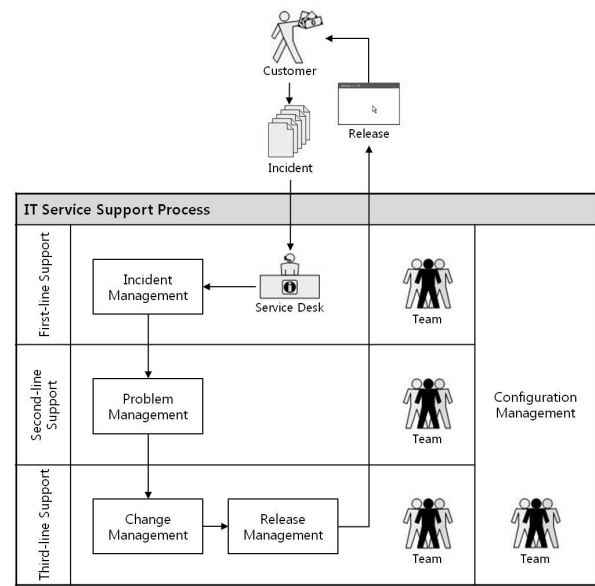 Customer
Incident
Release
IT Service Support Process
First-line Support
Incident
Management
Service Desk
Team
Second-line
Support
Problem
Management
Team
Configuration
Management
Third-line Support
Change
Management
Release
Management
Team
Team